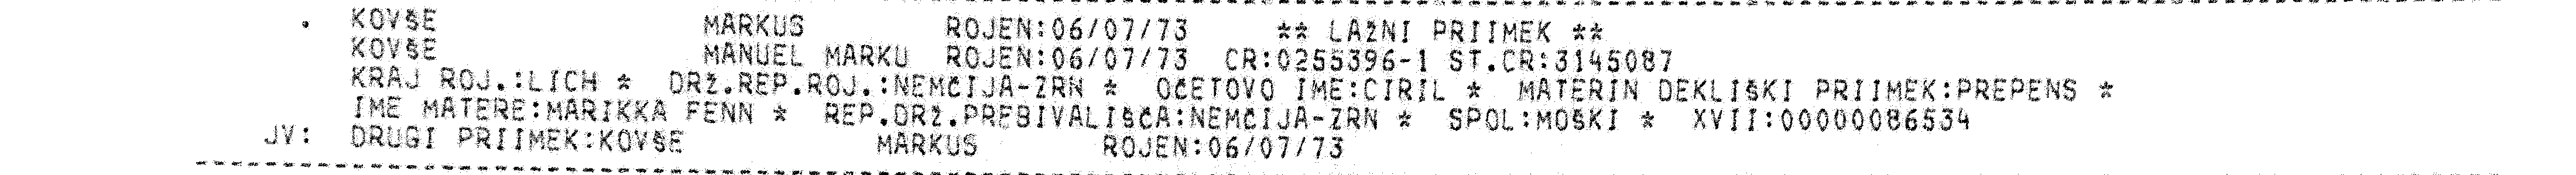 . KOVŠE MARKUS ROJEN:06/07/73 ** LAŽNI PRIIMEK **
KOVŠE MANUEL MARKU ROJEN:06/07/73 CR:0255396-1 ST.CR:3145087
KRAJ ROJ.:LICH * DRŽ.REP.ROJ.:NEMČIJA-ZRN * OČETOVO IME:CIRIL * MATERIN DEKLIŠKI PRIIMEK:PREPENS *
IME MATERE:MARIKKA FENN * REP.DRŽ.PREBIVALIŠČA:NEMČIJA-ZRN * SPOL:MOŠKI * XVII:00000086534
JV: DRUGI PRIIMEK:KOVŠE MARKUS ROJEN:06/07/73